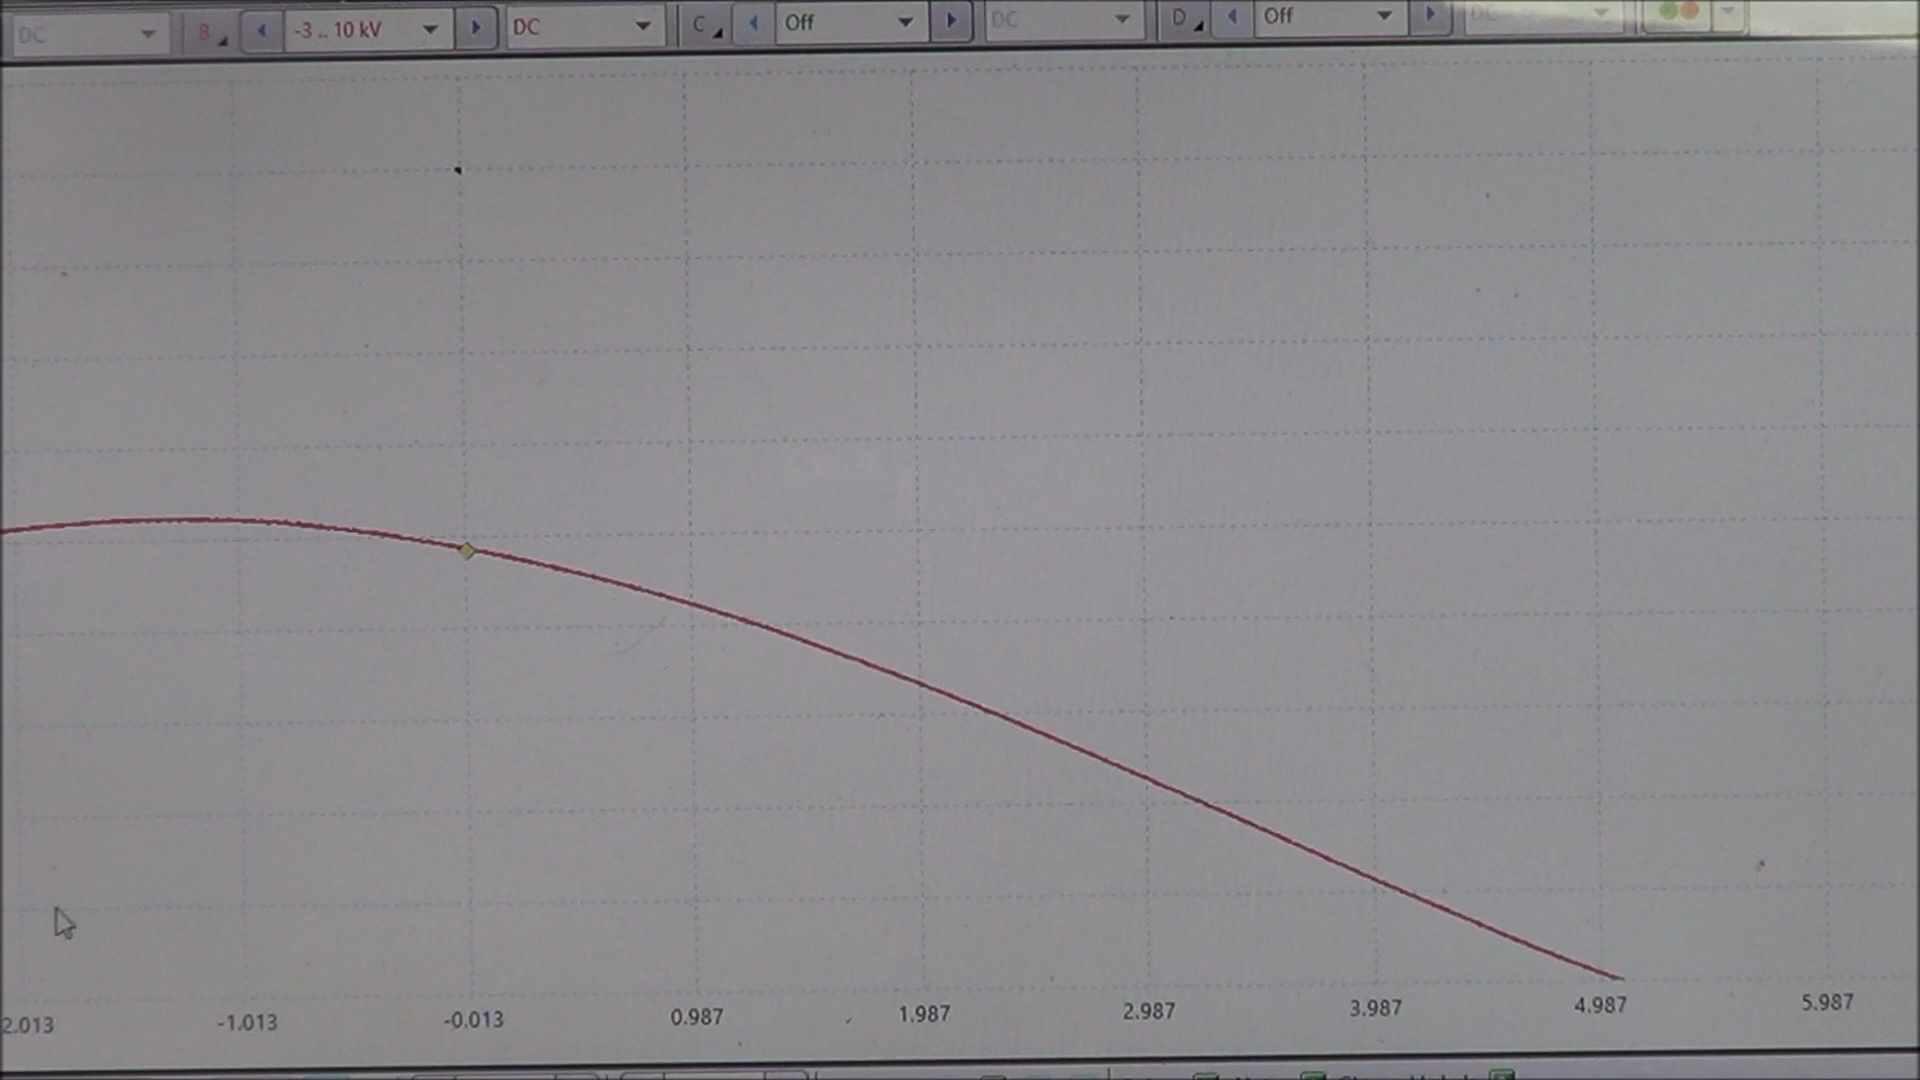 DC B -3 .. 10 kV DC C Off DC D Off DC
2.013 -1.013 -0.013 0.987 1.987 2.987 3.987 4.987 5.987